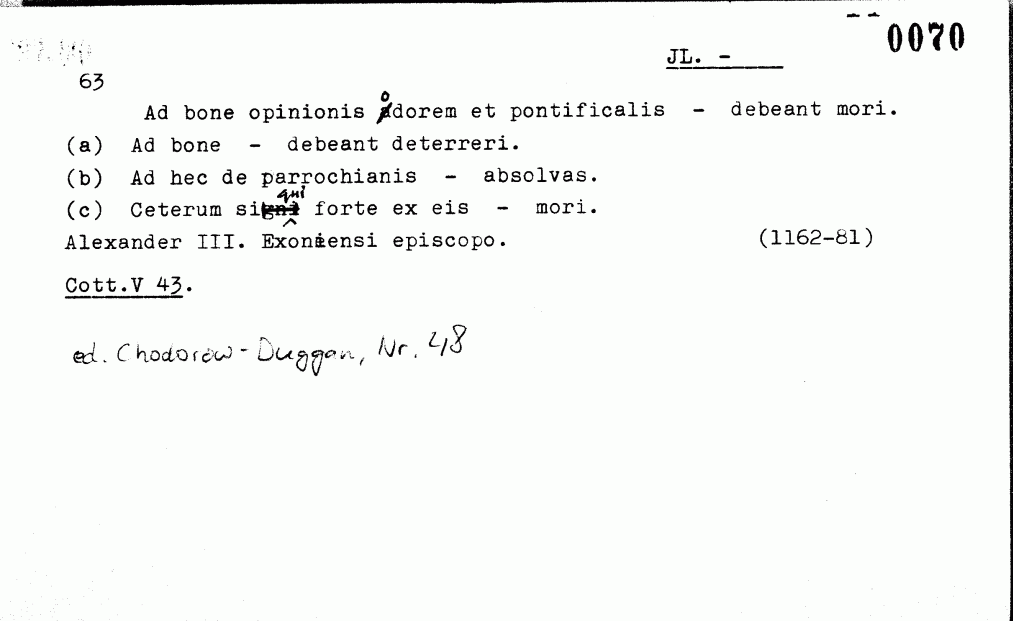 0070
JL. -
63
Ad bone opinionis odorem et pontificalis - debeant mori.
(a) Ad bone - debeant deterreri.
(b) Ad hec de parrochianis - absolvas.
(c) Ceterum si qui forte ex eis - mori.
Alexander III. Exoniensi episcopo. (1162-81)
Cott.V 43.
ed. Chodorow-Duggan, Nr. 48